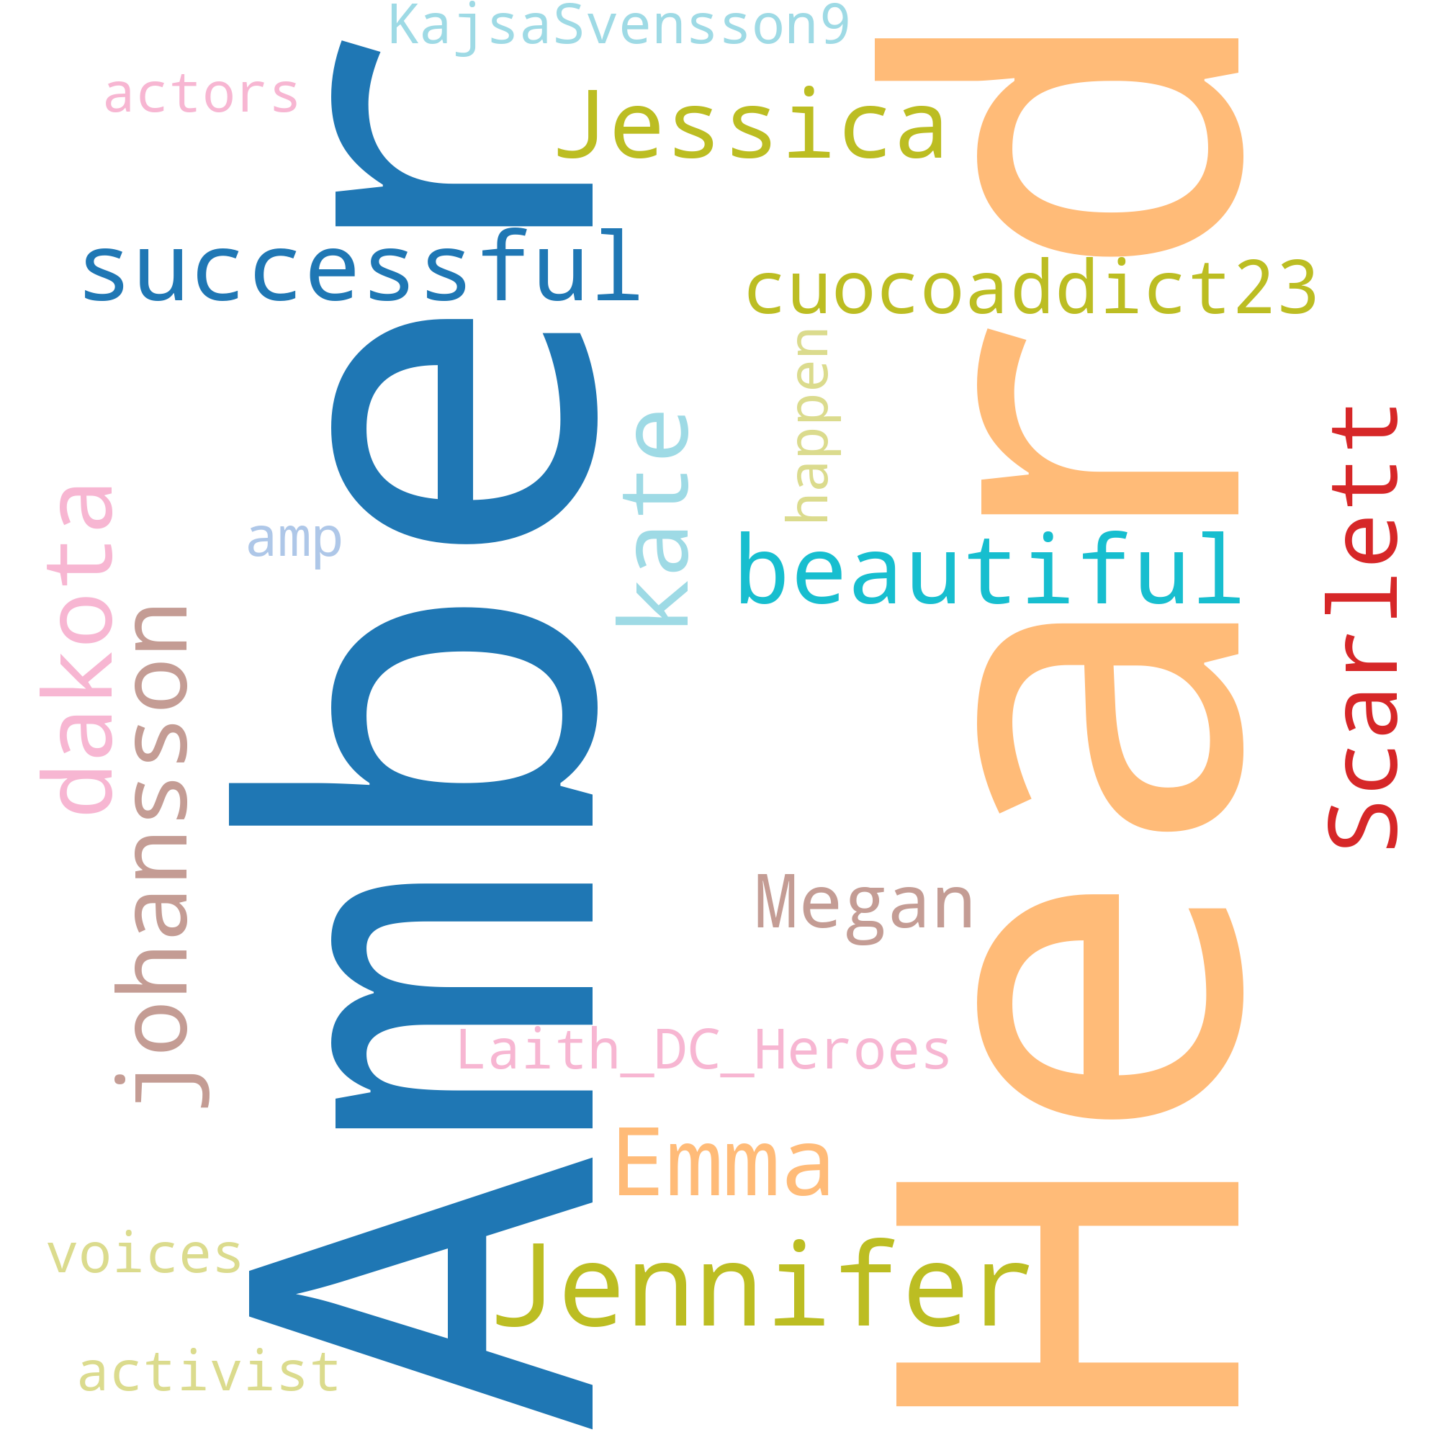 KajsaSvensson9
actors
Jessica
successful
cuocoaddict23
happen
Scarlett
kate
dakota
amp
beautiful
johansson
Amber
Heard
Megan
Laith_DC_Heroes
Emma
voices
Jennifer
activist